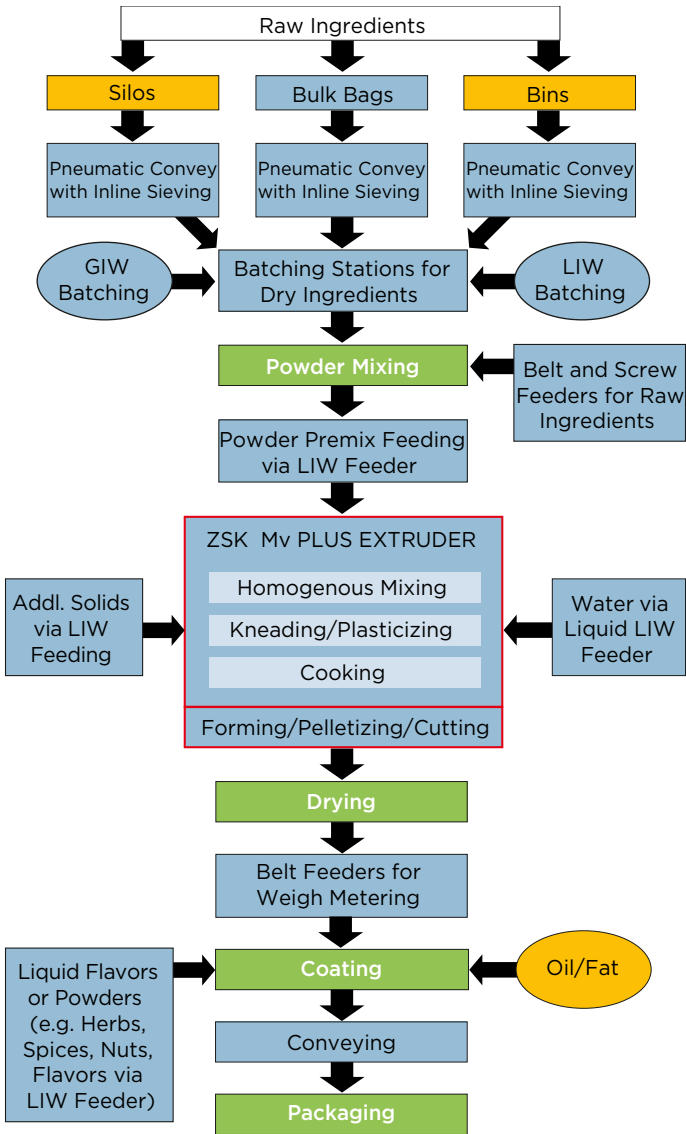 Raw Ingredients
Silos
Bulk Bags
Bins
Pneumatic Convey
with Inline Sieving
Pneumatic Convey
with Inline Sieving
Pneumatic Convey
with Inline Sieving
GIW
Batching
Batching Stations for
Dry Ingredients
LIW
Batching
Powder Mixing
Belt and Screw
Feeders for Raw
Ingredients
Powder Premix Feeding
via LIW Feeder
ZSK Mv PLUS EXTRUDER
Homogenous Mixing
Kneading/Plasticizing
Cooking
Addl. Solids
via LIW
Feeding
Water via
Liquid LIW
Feeder
Forming/Pelletizing/Cutting
Drying
Belt Feeders for
Weigh Metering
Liquid Flavors
or Powders
(e.g. Herbs,
Spices, Nuts,
Flavors via
LIW Feeder)
Coating
Oil/Fat
Conveying
Packaging